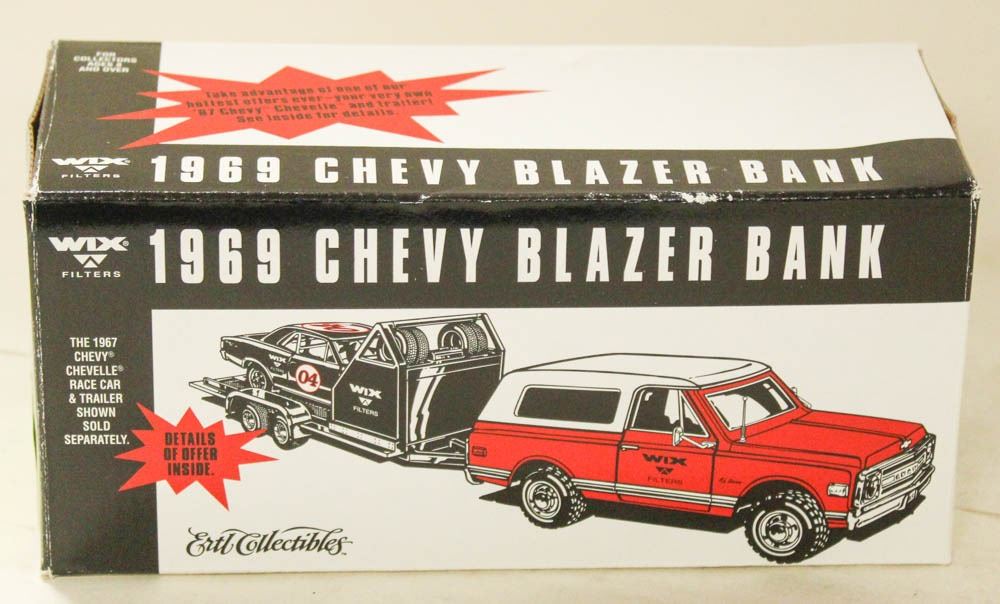 FOR
COLLECTORS
AGES 8
AND OVER
Take advantage of one of our
hottest offers ever—your very own
'67 Chevy® Chevelle® and trailer!
See inside for details.
WIX®
FILTERS
1969 CHEVY BLAZER BANK
WIX®
FILTERS
1969 CHEVY BLAZER BANK
THE 1967
CHEVY®
CHEVELLE®
RACE CAR
& TRAILER
SHOWN
SOLD
SEPARATELY.
DETAILS
OF OFFER
INSIDE.
WIX
FILTERS
04
WIX
FILTERS
WIX
FILTERS
Ertl Collectibles™